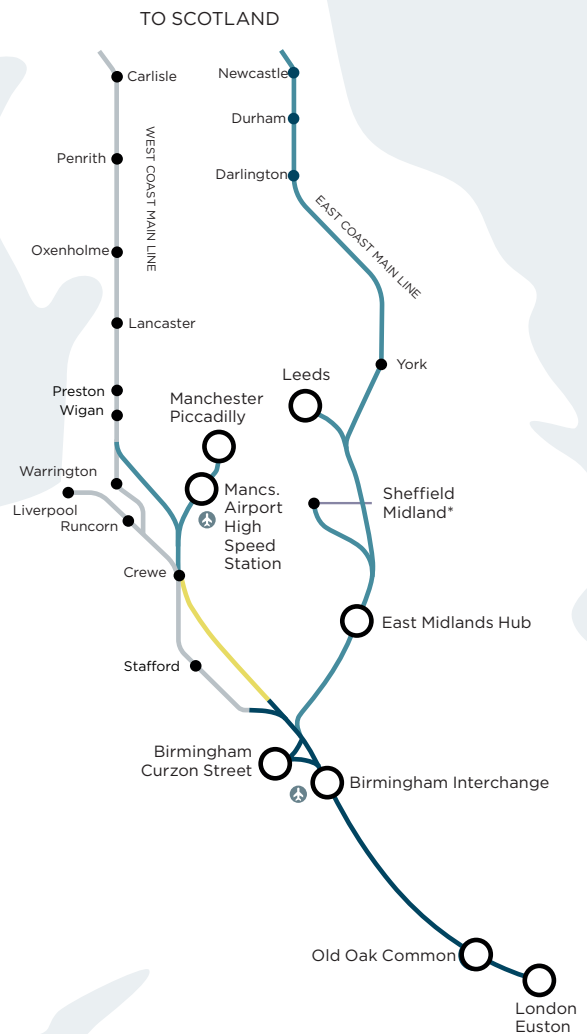 TO SCOTLAND
Carlisle
Newcastle
Durham
WEST COAST MAIN LINE
Penrith
Darlington
EAST COAST MAIN LINE
Oxenholme
Lancaster
York
Leeds
Preston
Manchester
Piccadilly
Wigan
Warrington
Mancs.
Airport
High
Speed
Station
Sheffield
Midland*
Liverpool
Runcorn
Crewe
East Midlands Hub
Stafford
Birmingham
Curzon Street
Birmingham Interchange
Old Oak Common
London
Euston